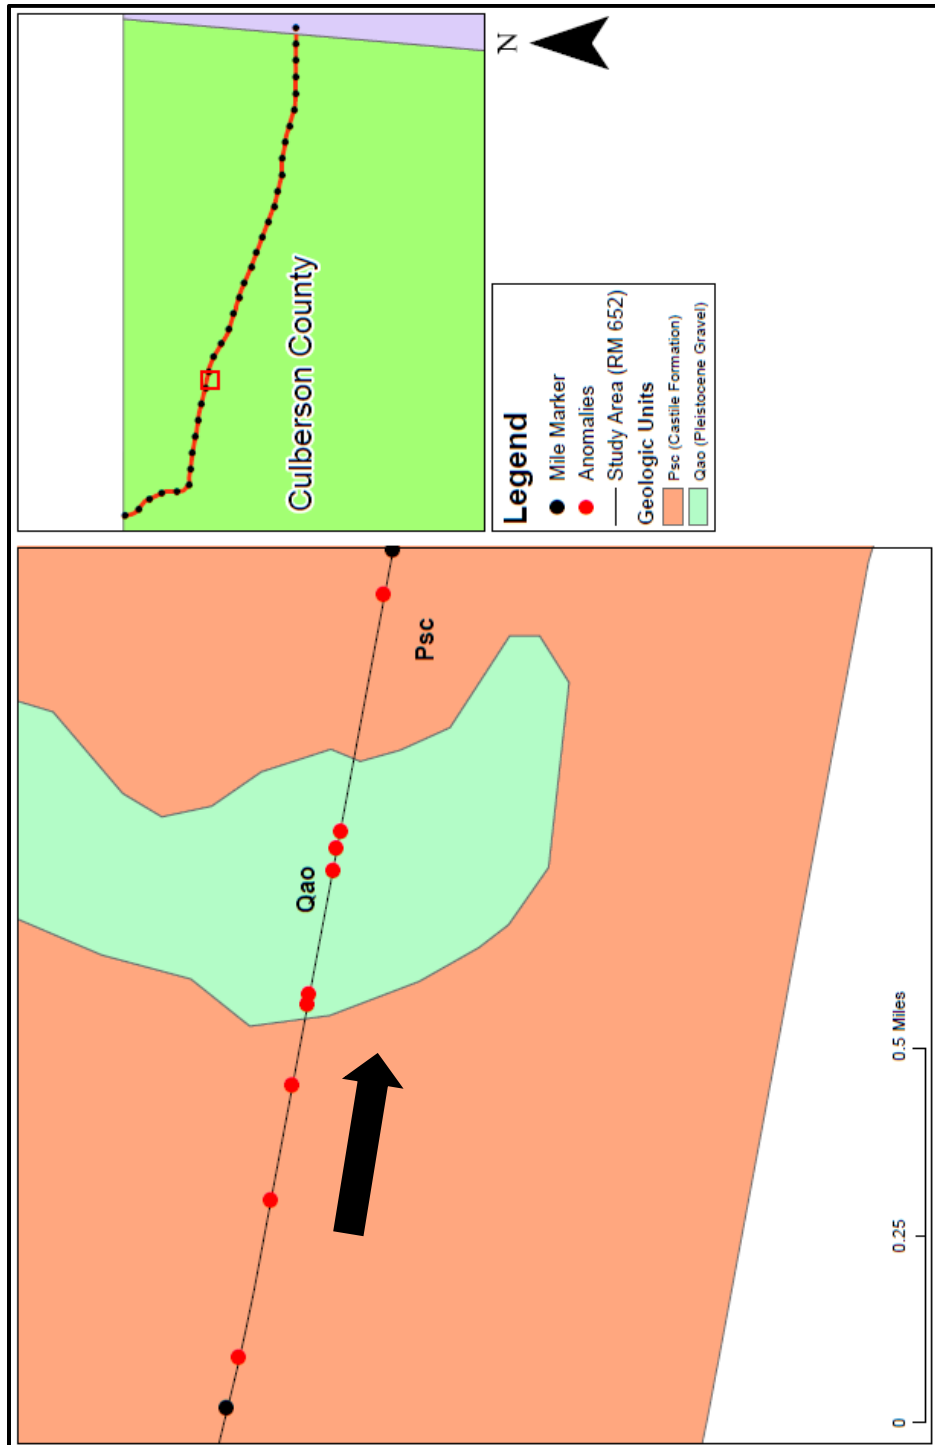 Culberson County
N
Legend
Mile Marker
Anomalies
Study Area (RM 652)
Geologic Units
Psc (Castile Formation)
Qao (Pleistocene Gravel)
Psc
Qao
0 0.25 0.5 Miles